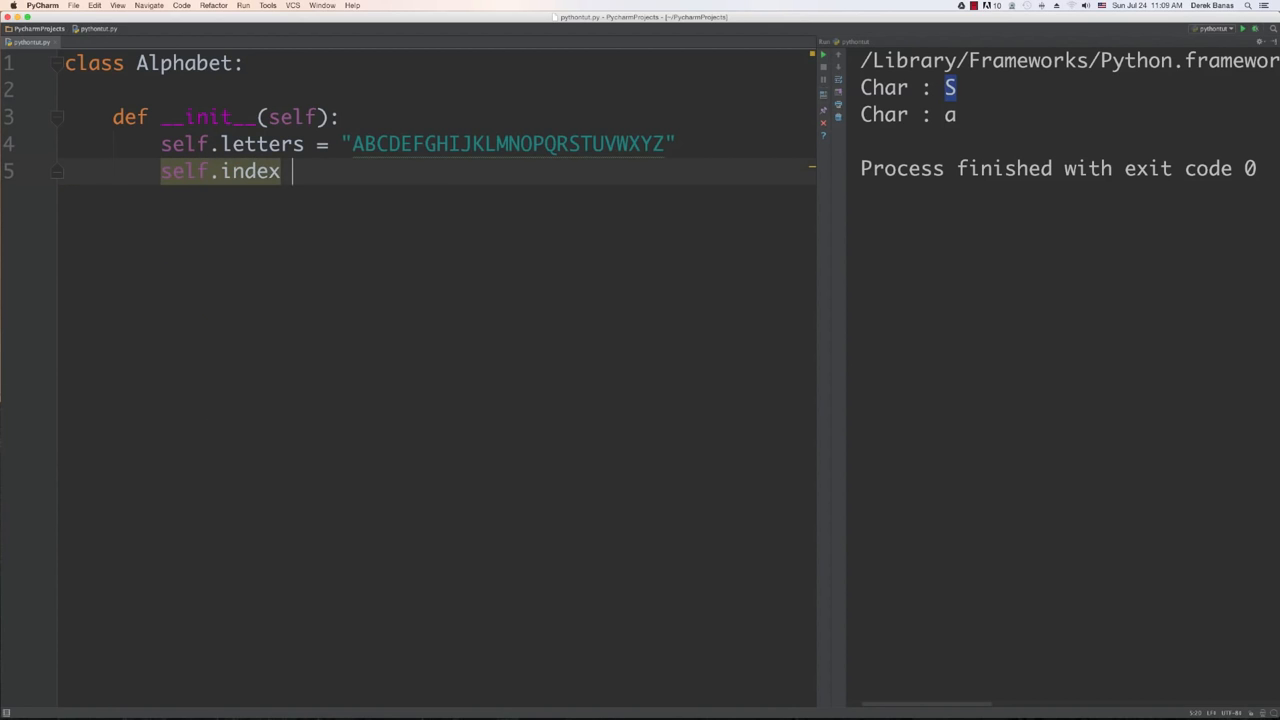 PyCharm File Edit View Navigate Code Refactor Run Tools VCS Window Help 10 Sun Jul 24 11:09 AM Derek Banas
pythontut.py - PycharmProjects - [~/PycharmProjects]
PycharmProjects pythontut.py pythontut
pythontut.py Run: pythontut
1 class Alphabet:
2
3 def __init__(self):
4 self.letters = "ABCDEFGHIJKLMNOPQRSTUVWXYZ"
5 self.index
/Library/Frameworks/Python.framewor
Char : S
Char : a
Process finished with exit code 0
5:20 LF÷ UTF-8÷